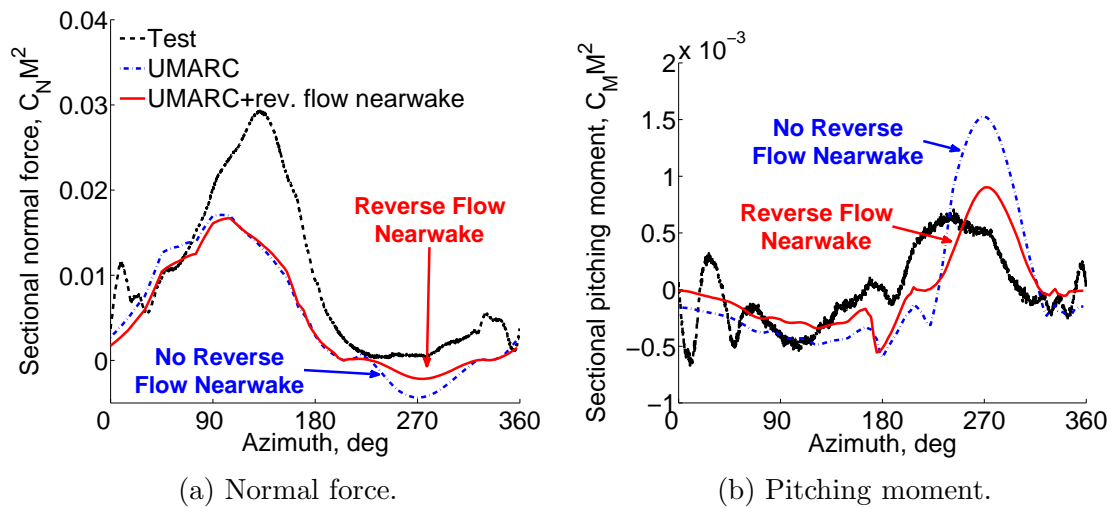 0.04
0.03
0.02
0.01
0
Sectional normal force, C_N M^2
Test
UMARC
UMARC+rev. flow nearwake
Reverse Flow
Nearwake
No Reverse
Flow Nearwake
0 90 180 270 360
Azimuth, deg
(a) Normal force.
2 x 10^-3
1.5
1
0.5
0
−0.5
−1
Sectional pitching moment, C_M M^2
No Reverse
Flow Nearwake
Reverse Flow
Nearwake
0 90 180 270 360
Azimuth, deg
(b) Pitching moment.